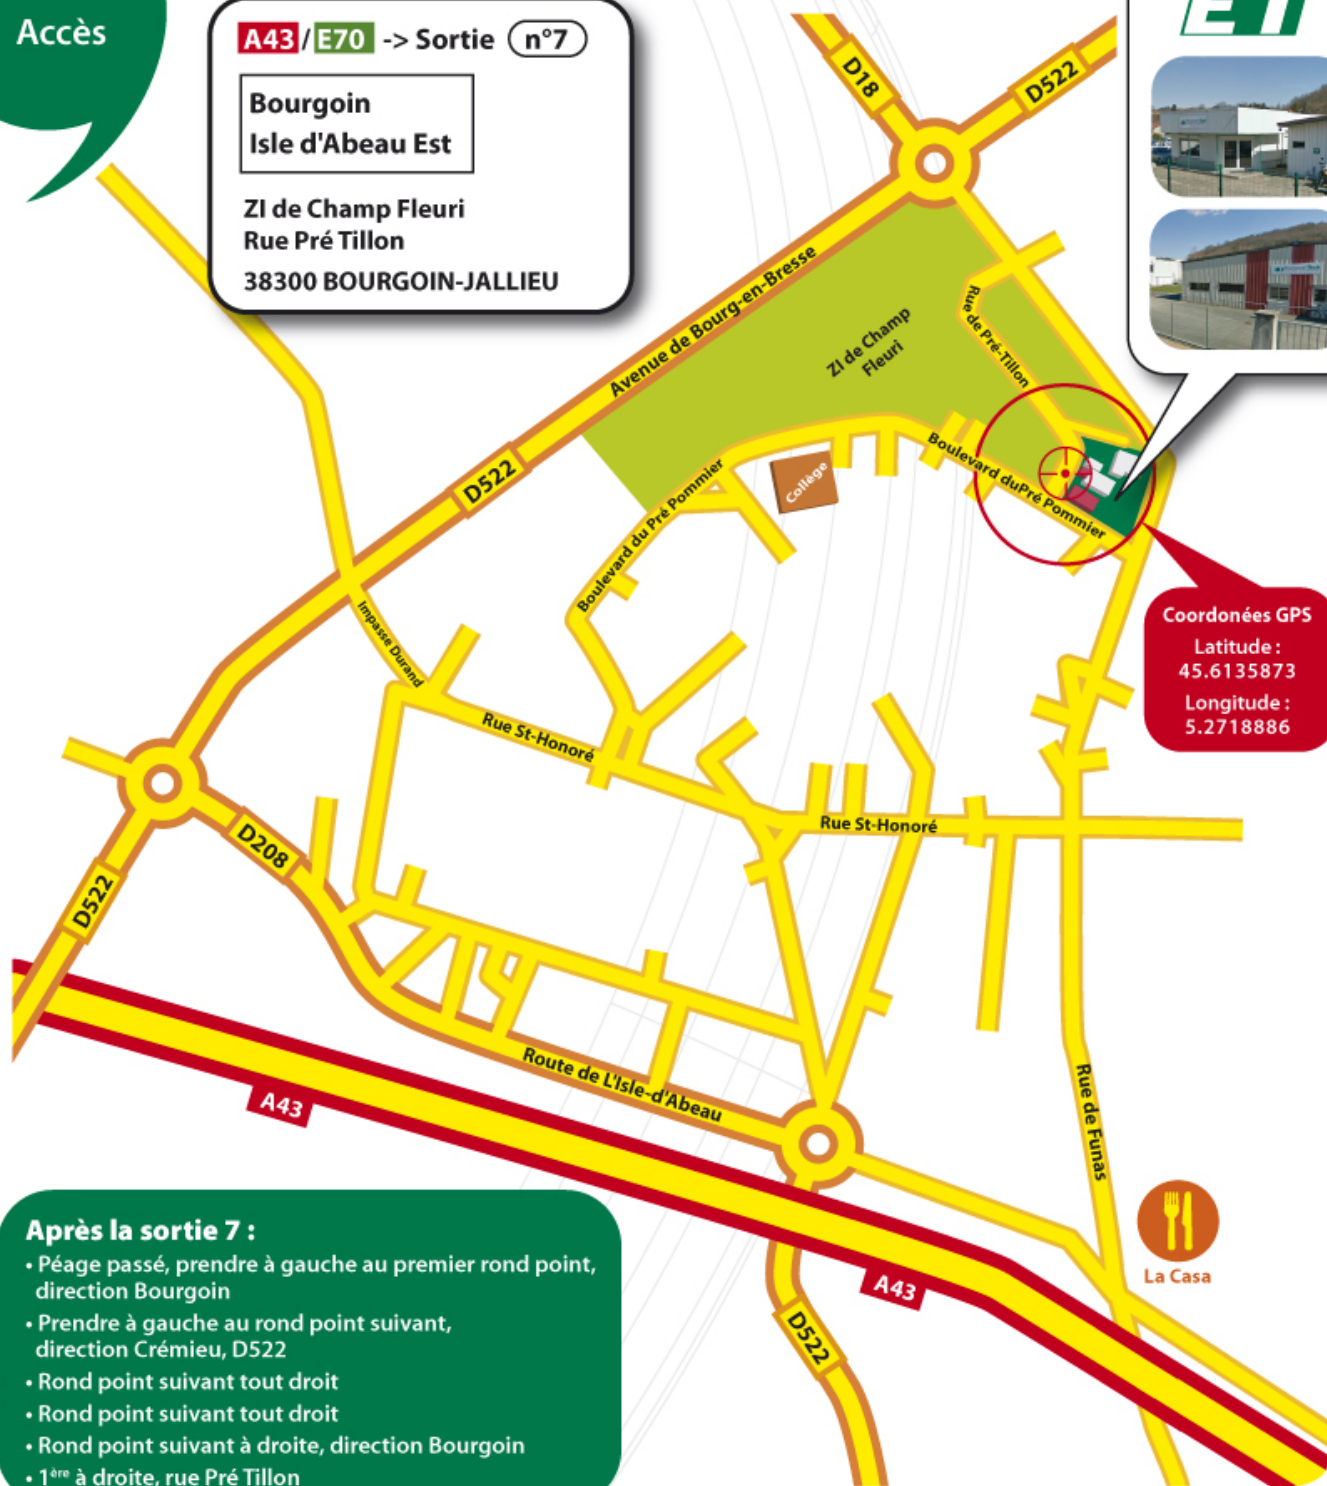 Accès
A43 / E70 -> Sortie n°7
Bourgoin
Isle d'Abeau Est
ZI de Champ Fleuri
Rue Pré Tillon
38300 BOURGOIN-JALLIEU
ET
D18
D522
Avenue de Bourg-en-Bresse
ZI de Champ
Fleuri
Rue de Pré-Tillon
D522
Boulevard du Pré Pommier
Collège
Boulevard duPré Pommier
Coordonées GPS
Latitude :
45.6135873
Longitude :
5.2718886
Impasse Durand
Rue St-Honoré
Rue St-Honoré
D208
D522
Route de L'Isle-d'Abeau
A43
Rue de Funas
La Casa
A43
D522
Après la sortie 7 :
• Péage passé, prendre à gauche au premier rond point,
direction Bourgoin
• Prendre à gauche au rond point suivant,
direction Crémieu, D522
• Rond point suivant tout droit
• Rond point suivant tout droit
• Rond point suivant à droite, direction Bourgoin
• 1ère à droite, rue Pré Tillon